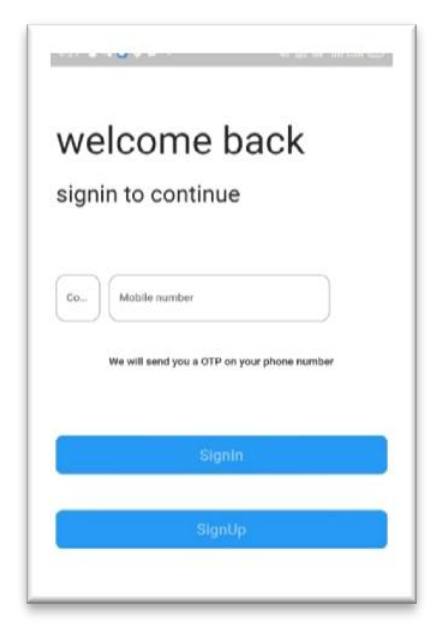 welcome back
signin to continue
Co... Mobile number
We will send you a OTP on your phone number
SignIn
SignUp